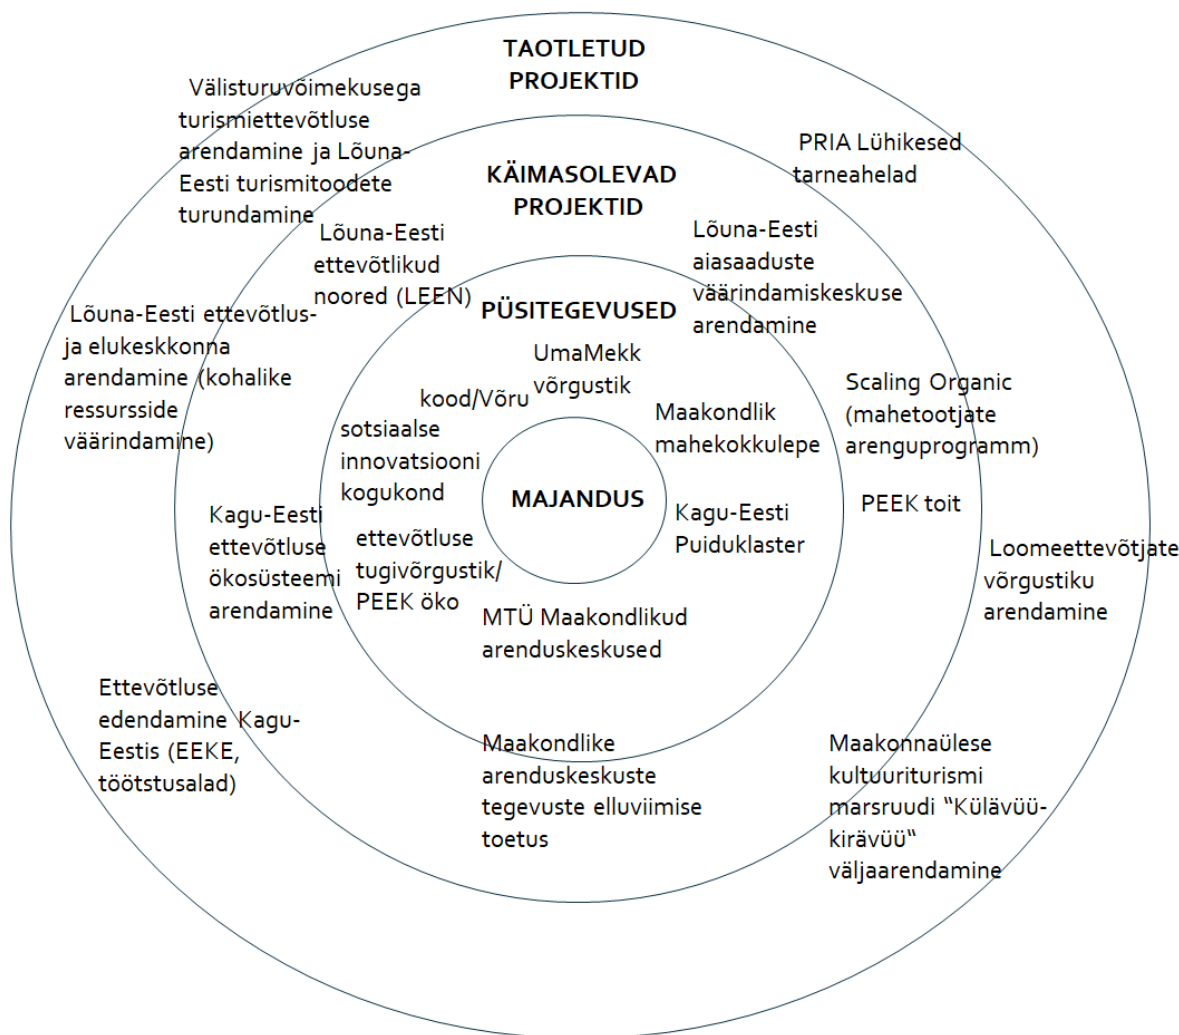 TAOTLETUD
PROJEKTID
Välisturuvõimekusega
turismiettevõtluse
arendamine ja Lõuna-
Eesti turismitoodete
turundamine
PRIA Lühikesed
tarneahelad
KÄIMASOLEVAD
PROJEKTID
Lõuna-Eesti
ettevõtlikud
noored (LEEN)
Lõuna-Eesti
aiasaaduste
väärindamiskeskuse
arendamine
Lõuna-Eesti ettevõtlus-
ja elukeskkonna
arendamine (kohalike
ressursside
väärindamine)
PÜSITEGEVUSED
UmaMekk
võrgustik
kood/Võru
sotsiaalse
innovatsiooni
kogukond
Maakondlik
mahekokkulepe
Scaling Organic
(mahetootjate
arenguprogramm)
MAJANDUS
PEEK toit
Kagu-Eesti
Puiduklaster
Kagu-Eesti
ettevõtluse
ökosüsteemi
arendamine
ettevõtluse
tugivõrgustik/
PEEK öko
Loomeettevõtjate
võrgustiku
arendamine
MTÜ Maakondlikud
arenduskeskused
Ettevõtluse
edendamine Kagu-
Eestis (EEKE,
töötstusalad)
Maakondlike
arenduskeskuste
tegevuste elluviimise
toetus
Maakonnaülese
kultuuriturismi
marsruudi “Külävüü-
kirävüü“
väljaarendamine